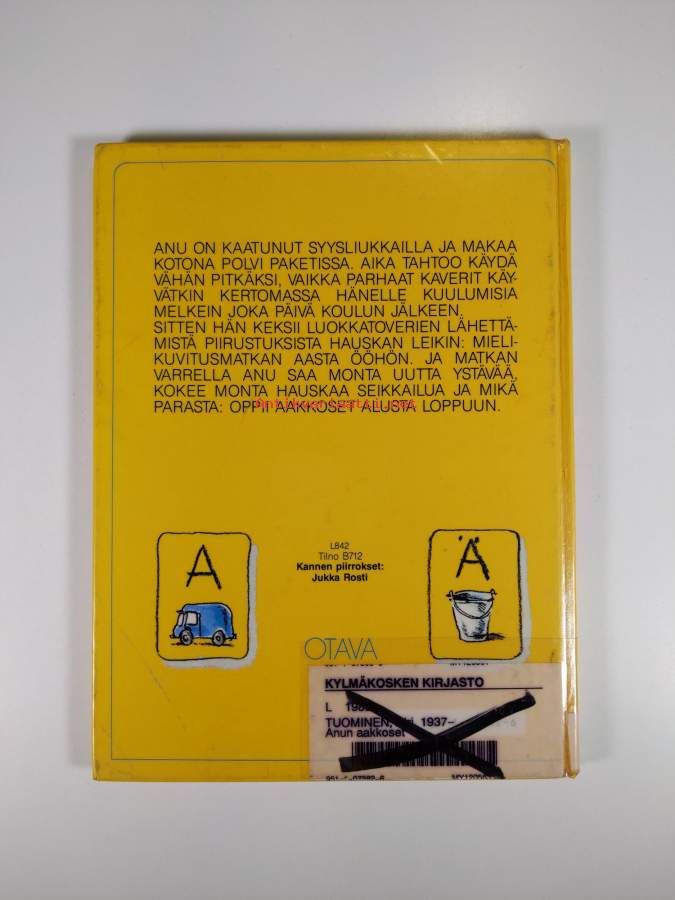 ANU ON KAATUNUT SYYSLIUKKAILLA JA MAKAA
KOTONA POLVI PAKETISSA. AIKA TAHTOO KÄYDÄ
VÄHÄN PITKÄKSI, VAIKKA PARHAAT KAVERIT KÄY-
VÄTKIN KERTOMASSA HÄNELLE KUULUMISIA
MELKEIN JOKA PÄIVÄ KOULUN JÄLKEEN.
SITTEN HÄN KEKSII LUOKKATOVERIEN LÄHETTÄ-
MISTÄ PIIRUSTUKSISTA HAUSKAN LEIKIN: MIELI-
KUVITUSMATKAN AASTA ÖÖHÖN. JA MATKAN
VARRELLA ANU SAA MONTA UUTTA YSTÄVÄÄ,
KOKEE MONTA HAUSKAA SEIKKAILUA JA MIKÄ
PARASTA: OPPII AAKKOSET ALUSTA LOPPUUN.
Antikvariaatti.net
A
L842
Tilno B712
Kannen piirrokset:
Jukka Rosti
Ä
OTAVA
KYLMÄKOSKEN KIRJASTO
L
TUOMINEN, 1937-
Anun aakkoset